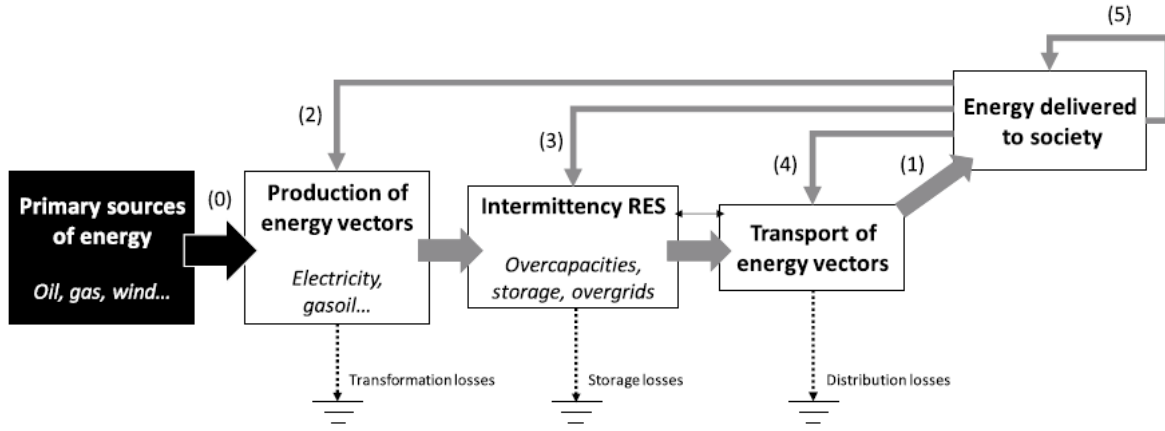 (5)
Energy delivered
to society
(2)
(3)
(4)
(1)
Primary sources
of energy
Oil, gas, wind...
(0)
Production of
energy vectors
Electricity,
gasoil...
Intermittency RES
Overcapacities,
storage, overgrids
Transport of
energy vectors
Transformation losses
Storage losses
Distribution losses